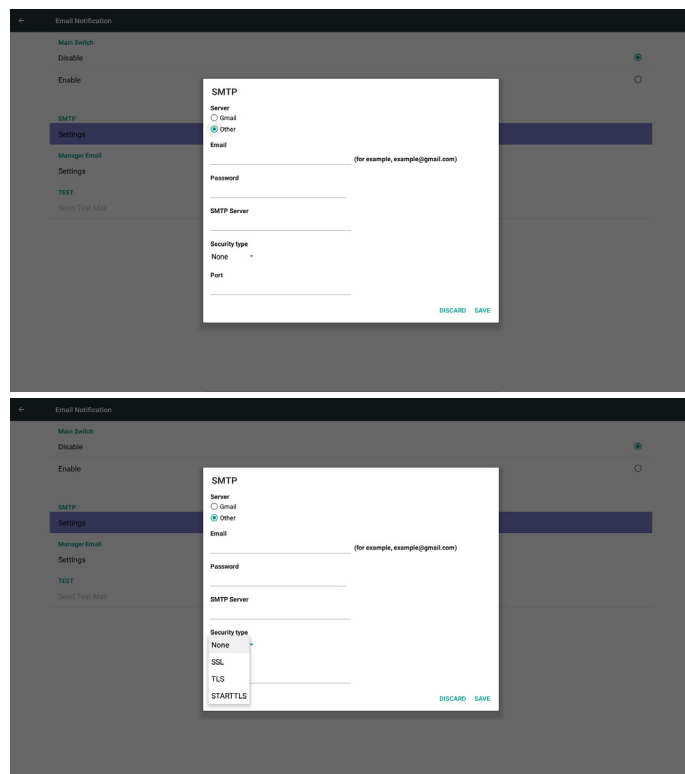 Email Notification
Main Switch
Disable
Enable
SMTP
Settings
Manager Email
Settings
TEST
Send Test Mail
SMTP
Server
Gmail
Other
Email
(for example, example@gmail.com)
Password
SMTP Server
Security type
None
Port
DISCARD SAVE
Email Notification
Main Switch
Disable
Enable
SMTP
Settings
Manager Email
Settings
TEST
Send Test Mail
SMTP
Server
Gmail
Other
Email
(for example, example@gmail.com)
Password
SMTP Server
Security type
None
SSL
TLS
STARTTLS
DISCARD SAVE